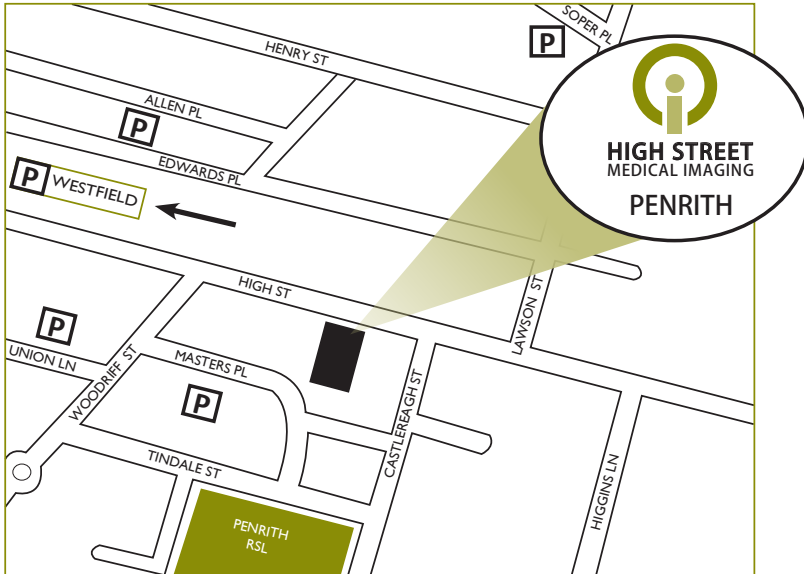 SOPER PL
P
HENRY ST
HIGH STREET
MEDICAL IMAGING
PENRITH
ALLEN PL
P
EDWARDS PL
P WESTFIELD
HIGH ST
LAWSON ST
P
UNION LN
WOODRIFF ST
MASTERS PL
P
CASTLEREAGH ST
TINDALE ST
HIGGINS LN
PENRITH
RSL